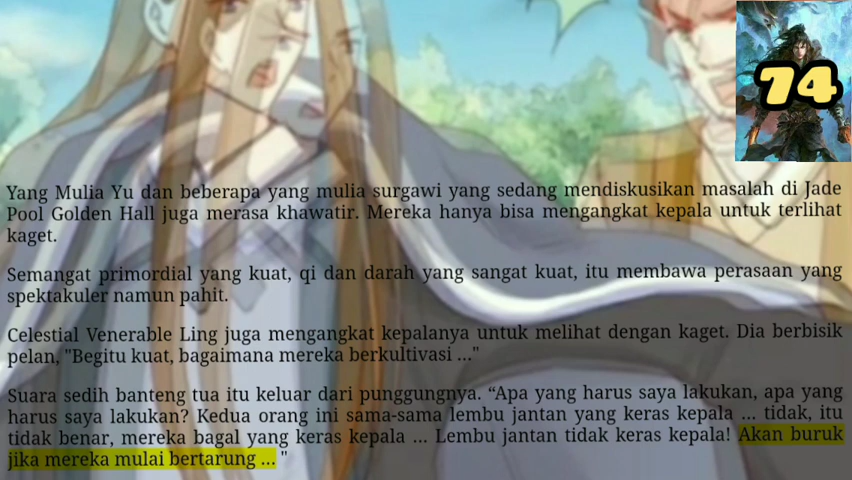 74
Yang Mulia Yu dan beberapa yang mulia surgawi yang sedang mendiskusikan masalah di Jade
Pool Golden Hall juga merasa khawatir. Mereka hanya bisa mengangkat kepala untuk terlihat
kaget.
Semangat primordial yang kuat, qi dan darah yang sangat kuat, itu membawa perasaan yang
spektakuler namun pahit.
Celestial Venerable Ling juga mengangkat kepalanya untuk melihat dengan kaget. Dia berbisik
pelan, "Begitu kuat, bagaimana mereka berkultivasi ..."
Suara sedih banteng tua itu keluar dari punggungnya. “Apa yang harus saya lakukan, apa yang
harus saya lakukan? Kedua orang ini sama-sama lembu jantan yang keras kepala ... tidak, itu
tidak benar, mereka bagal yang keras kepala ... Lembu jantan tidak keras kepala! Akan buruk
jika mereka mulai bertarung ... "